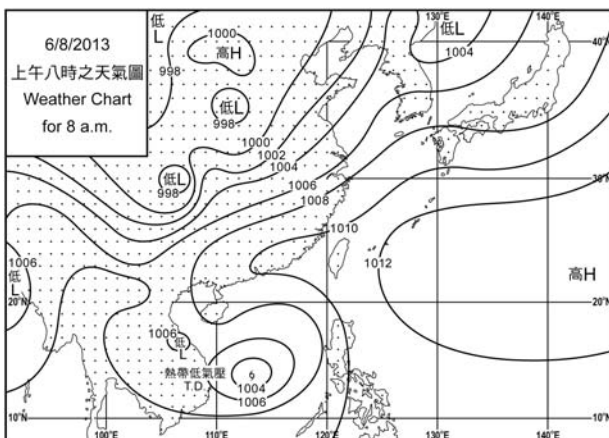 6/8/2013
上午八時之天氣圖
Weather Chart
for 8 a.m.
低
L
1000
高H
998
低L
998
低L
998
低L
1004
130°E
140°E
40°N
30°N
20°N
10°N
1000
1002
1004
1006
1008
1010
1012
高H
1006
低
L
20°N
1006
低
L
熱帶低氣壓
T.D.
6
1004
1006
10°N
100°E
110°E
120°E
130°E
140°E